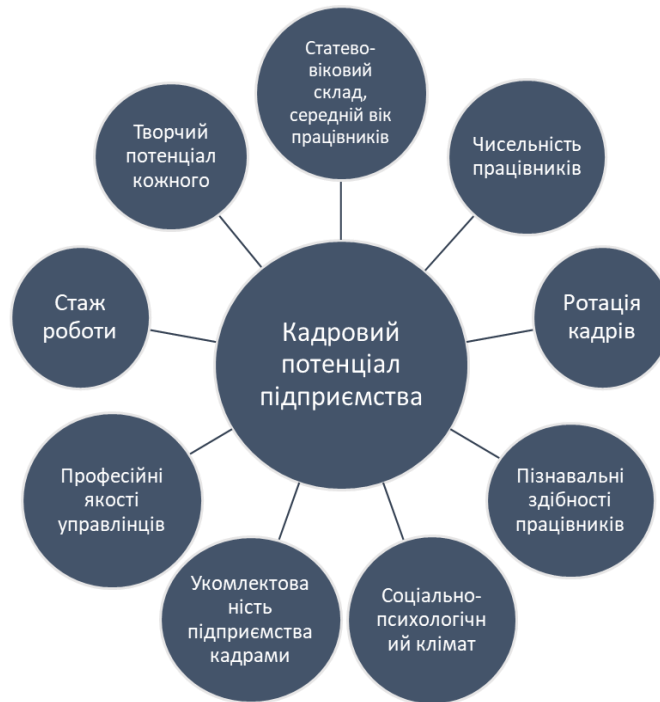 Статево-
віковий
склад,
середній вік
працівників
Чисельність
працівників
Ротація
кадрів
Пізнавальні
здібності
працівників
Соціально-
психологічн
ий клімат
Укомлектова
ність
підприємства
кадрами
Професійні
якості
управлінців
Стаж
роботи
Творчий
потенціал
кожного
Кадровий
потенціал
підприємства